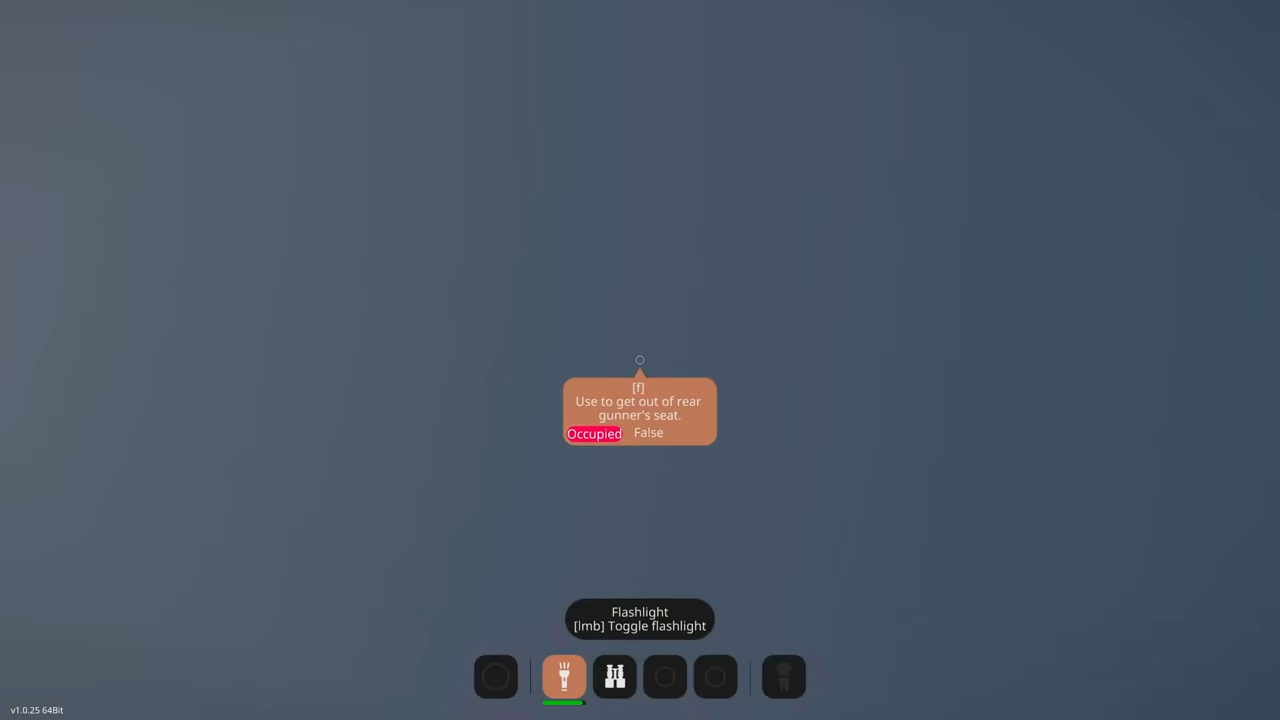 [f]
Use to get out of rear
gunner's seat.
Occupied False
Flashlight
[lmb] Toggle flashlight
v1.0.25 64Bit